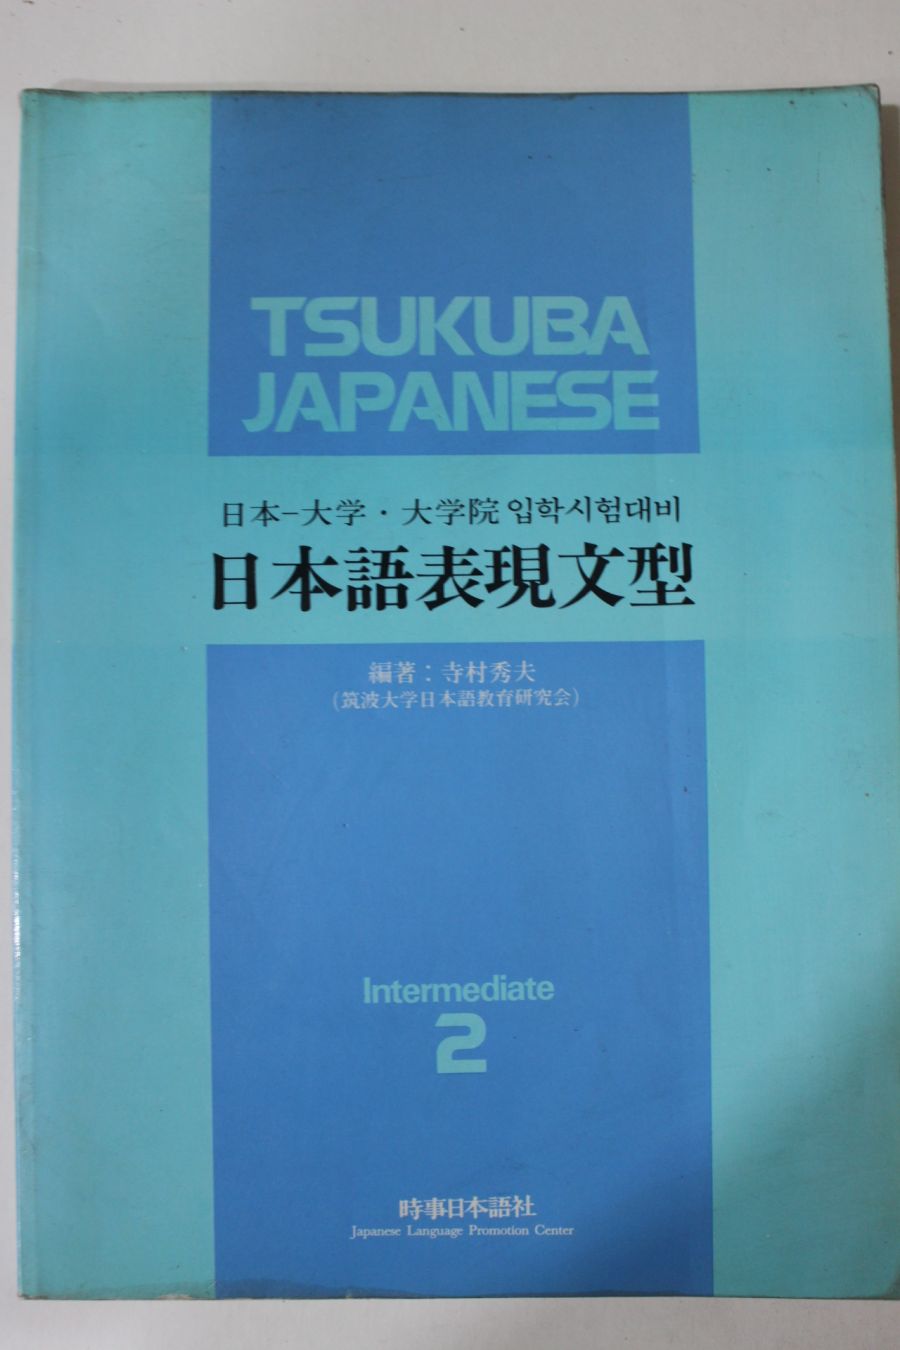 TSUKUBA
JAPANESE
日本-大学・大学院 입학시험대비
日本語表現文型
編著：寺村秀夫
(筑波大学日本語教育研究会)
Intermediate
2
時事日本語社
Japanese Language Promotion Center